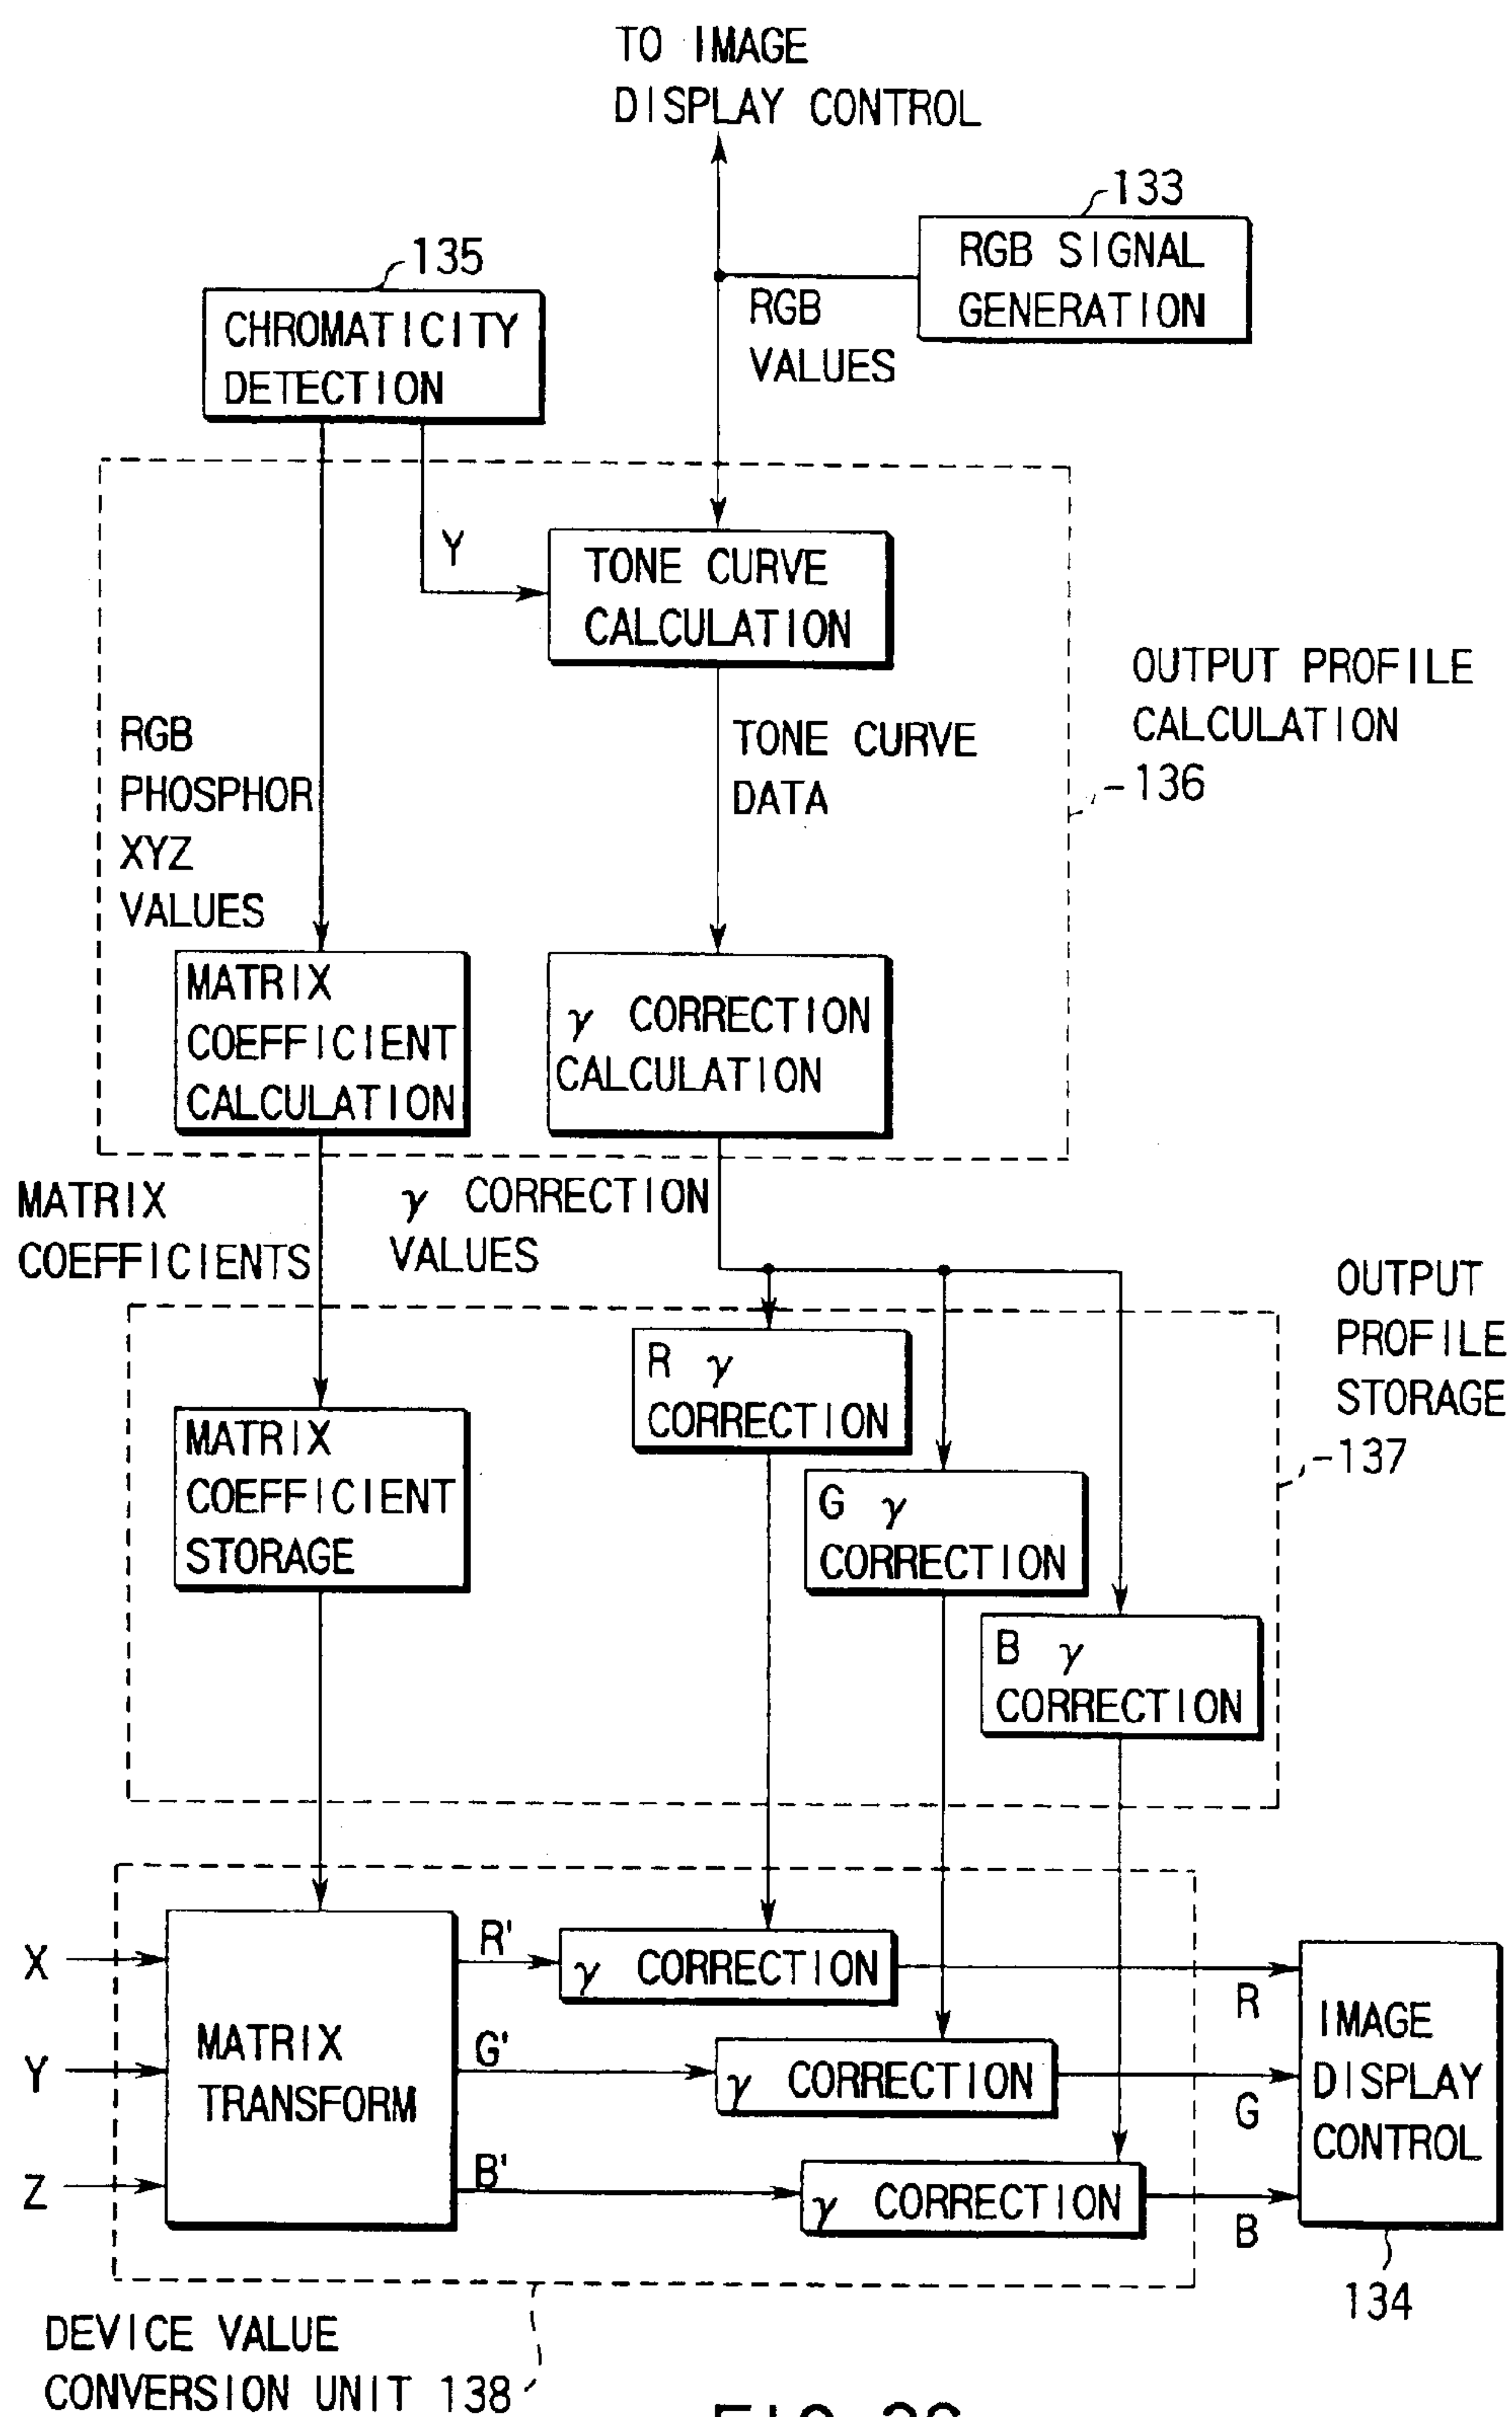 TO IMAGE
DISPLAY CONTROL
133
RGB SIGNAL
GENERATION
135
CHROMATICITY
DETECTION
RGB
VALUES
Y
TONE CURVE
CALCULATION
OUTPUT PROFILE
CALCULATION
136
RGB
PHOSPHOR
XYZ
VALUES
TONE CURVE
DATA
MATRIX
COEFFICIENT
CALCULATION
γ CORRECTION
CALCULATION
MATRIX
COEFFICIENTS
γ CORRECTION
VALUES
OUTPUT
PROFILE
STORAGE
137
R γ
CORRECTION
MATRIX
COEFFICIENT
STORAGE
G γ
CORRECTION
B γ
CORRECTION
X
Y
Z
MATRIX
TRANSFORM
R'
G'
B'
γ CORRECTION
γ CORRECTION
γ CORRECTION
R
G
B
IMAGE
DISPLAY
CONTROL
134
DEVICE VALUE
CONVERSION UNIT 138